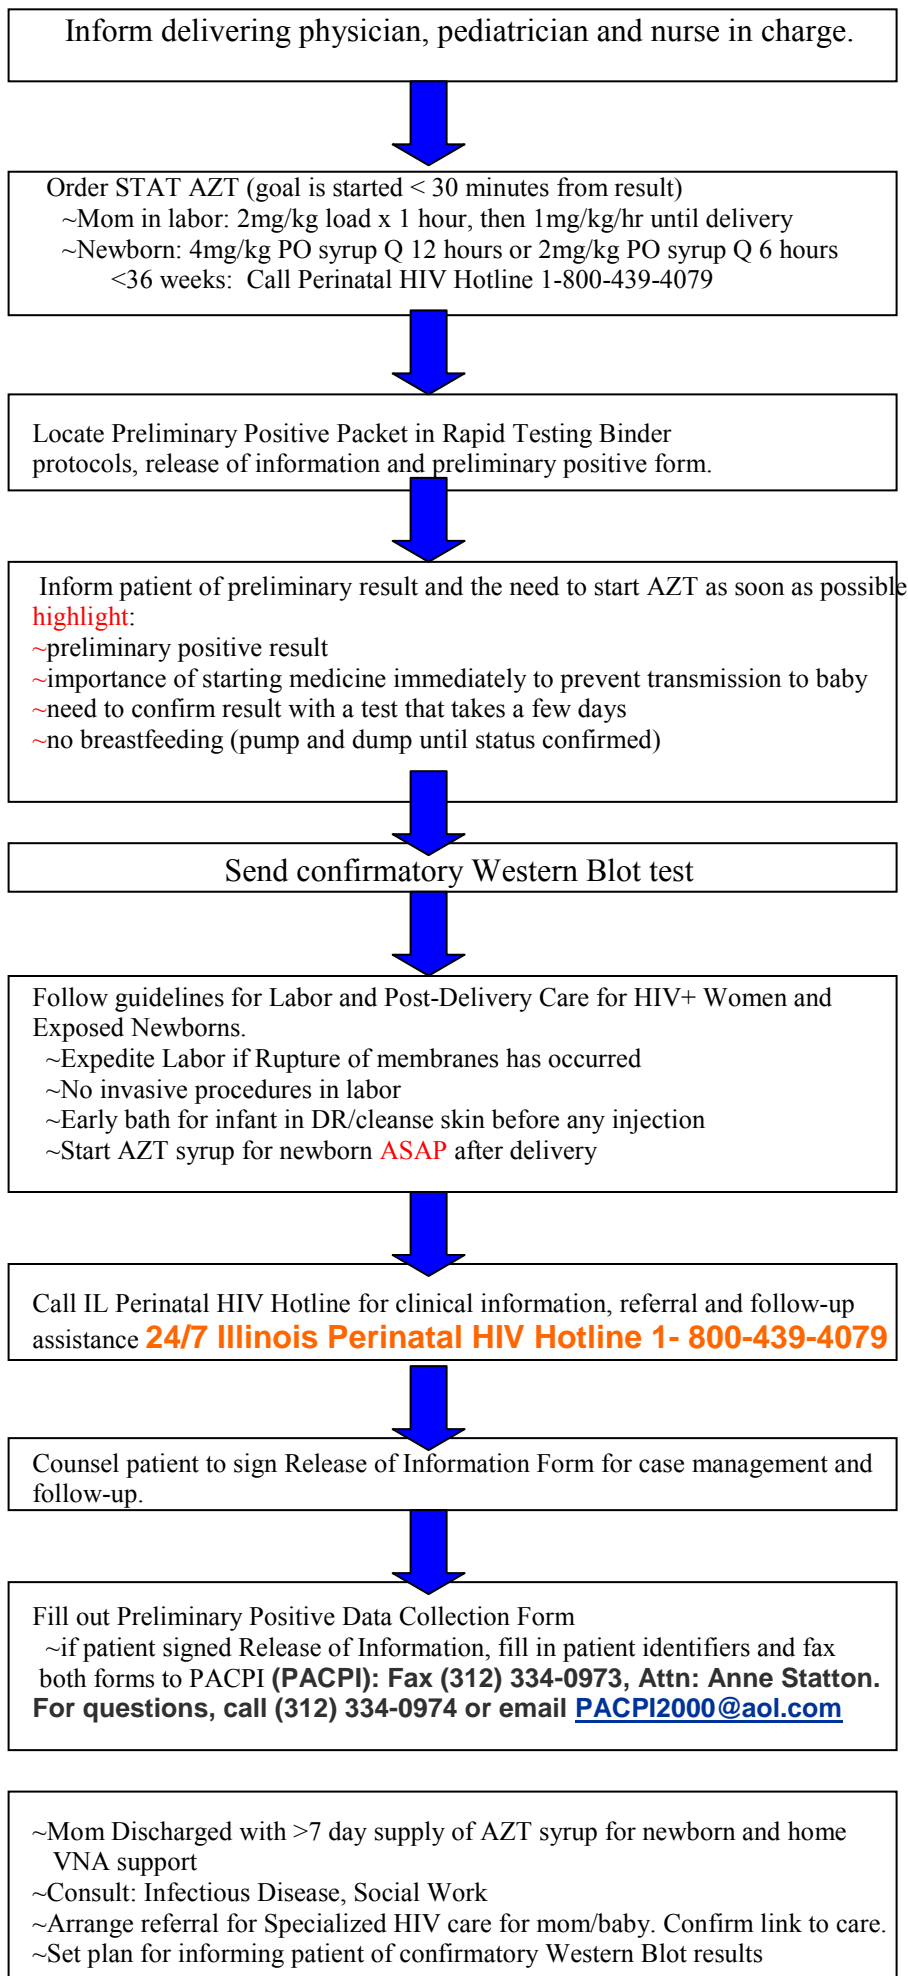 Inform delivering physician, pediatrician and nurse in charge.
Order STAT AZT (goal is started < 30 minutes from result)
~Mom in labor: 2mg/kg load x 1 hour, then 1mg/kg/hr until delivery
~Newborn: 4mg/kg PO syrup Q 12 hours or 2mg/kg PO syrup Q 6 hours
<36 weeks: Call Perinatal HIV Hotline 1-800-439-4079
Locate Preliminary Positive Packet in Rapid Testing Binder
protocols, release of information and preliminary positive form.
Inform patient of preliminary result and the need to start AZT as soon as possible
highlight:
~preliminary positive result
~importance of starting medicine immediately to prevent transmission to baby
~need to confirm result with a test that takes a few days
~no breastfeeding (pump and dump until status confirmed)
Send confirmatory Western Blot test
Follow guidelines for Labor and Post-Delivery Care for HIV+ Women and
Exposed Newborns.
~Expedite Labor if Rupture of membranes has occurred
~No invasive procedures in labor
~Early bath for infant in DR/cleanse skin before any injection
~Start AZT syrup for newborn ASAP after delivery
Call IL Perinatal HIV Hotline for clinical information, referral and follow-up
assistance 24/7 Illinois Perinatal HIV Hotline 1- 800-439-4079
Counsel patient to sign Release of Information Form for case management and
follow-up.
Fill out Preliminary Positive Data Collection Form
~if patient signed Release of Information, fill in patient identifiers and fax
both forms to PACPI (PACPI): Fax (312) 334-0973, Attn: Anne Statton.
For questions, call (312) 334-0974 or email PACPI2000@aol.com
~Mom Discharged with >7 day supply of AZT syrup for newborn and home
VNA support
~Consult: Infectious Disease, Social Work
~Arrange referral for Specialized HIV care for mom/baby. Confirm link to care.
~Set plan for informing patient of confirmatory Western Blot results